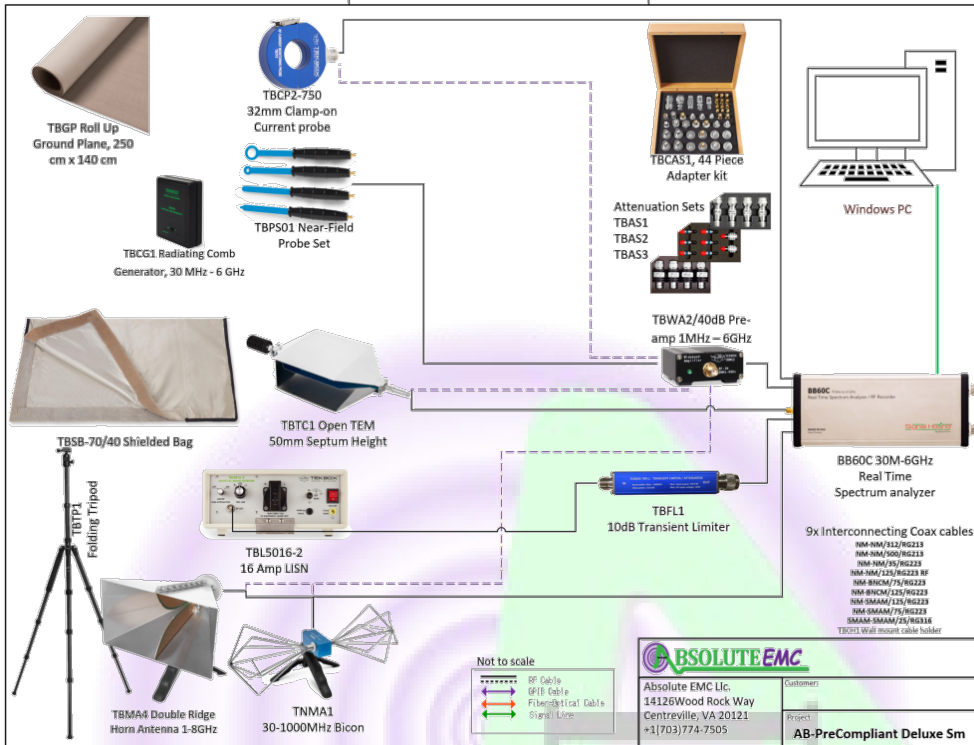 TBGP Roll Up
Ground Plane, 250
cm x 140 cm
TBCP2-750
32mm Clamp-on
Current probe
TBCAS1, 44 Piece
Adapter kit
Windows PC
TBPS01 Near-Field
Probe Set
Attenuation Sets
TBAS1
TBAS2
TBAS3
TBCG1 Radiating Comb
Generator, 30 MHz - 6 GHz
TBWA2/40dB Pre-
amp 1MHz – 6GHz
TBSB-70/40 Shielded Bag
TBTC1 Open TEM
50mm Septum Height
BB60C
Real Time Spectrum Analyzer / RF Recorder
BB60C 30M-6GHz
Real Time
Spectrum analyzer
TBTP1
Folding Tripod
TEKBOX
TBL5016-2
16 Amp LISN
TBFL1
10dB Transient Limiter
9x Interconnecting Coax cables
NM-NM/312/RG213
NM-NM/500/RG213
NM-NM/35/RG223
NM-NM/125/RG223 RF
NM-BNCM/75/RG223
NM-BNCM/125/RG223
NM-SMAM/125/RG223
NM-SMAM/75/RG223
SMAM-SMAM/25/RG316
TBCH1 Wall mount cable holder
TBMA4 Double Ridge
Horn Antenna 1-8GHz
TNMA1
30-1000MHz Bicon
Not to scale
RF Cable
GPIB Cable
Fiber-Optical Cable
Signal Line
ABSOLUTE EMC
Absolute EMC Llc.
14126Wood Rock Way
Centreville, VA 20121
+1(703)774-7505
Customer:
Project
AB-PreCompliant Deluxe Sm